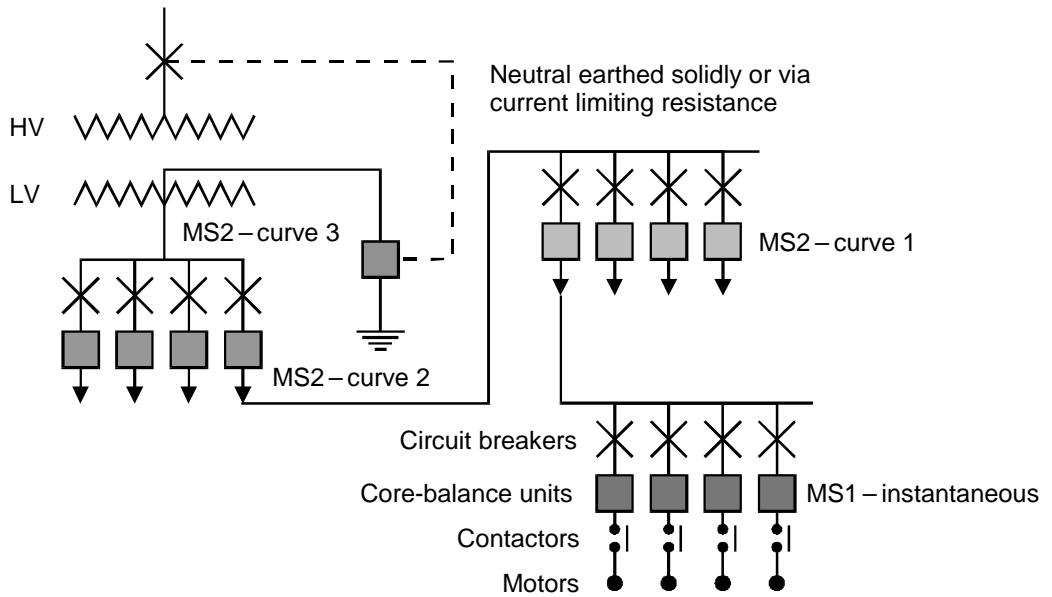 Neutral earthed solidly or via
current limiting resistance
HV
LV
MS2 – curve 3
MS2 – curve 1
MS2 – curve 2
Circuit breakers
Core-balance units
MS1 – instantaneous
Contactors
Motors